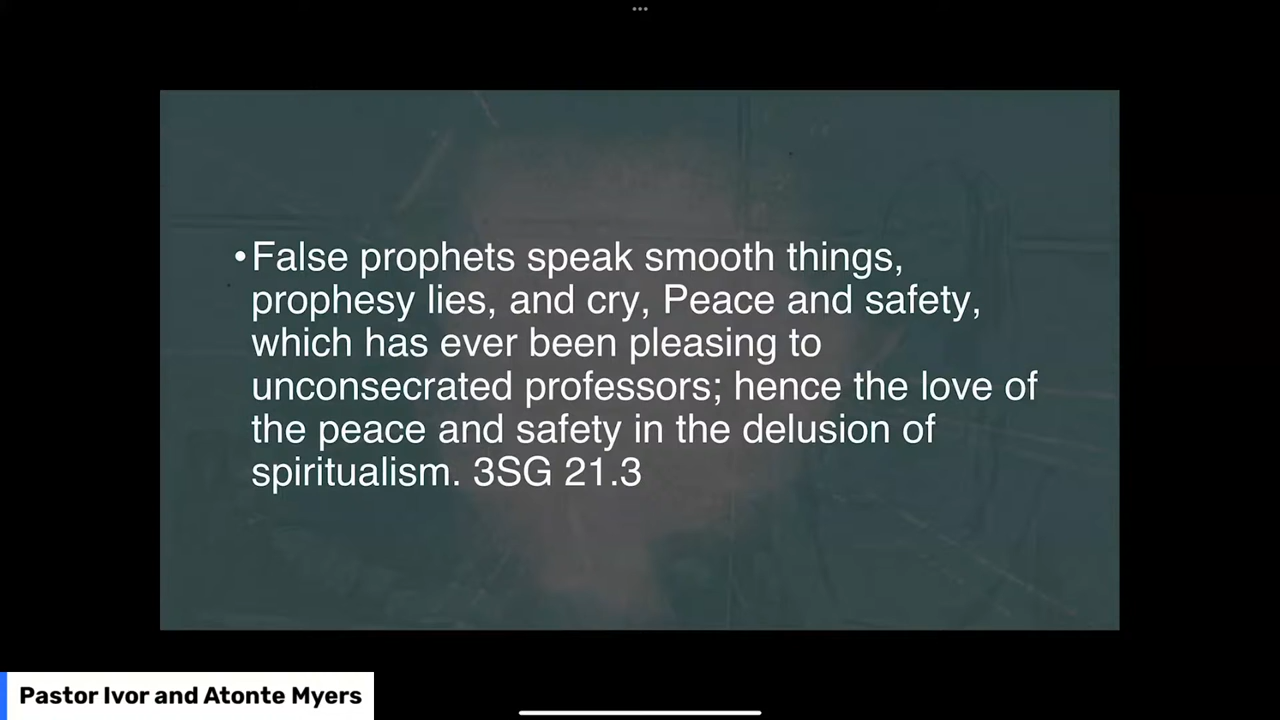 •False prophets speak smooth things,
prophesy lies, and cry, Peace and safety,
which has ever been pleasing to
unconsecrated professors; hence the love of
the peace and safety in the delusion of
spiritualism. 3SG 21.3
Pastor Ivor and Atonte Myers